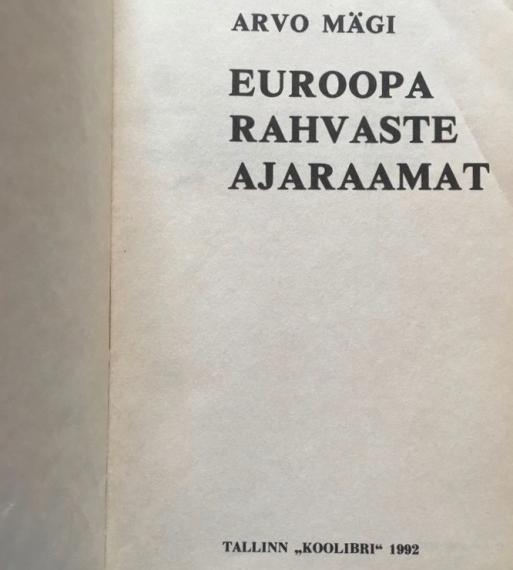 ARVO MÄGI
EUROOPA
RAHVASTE
AJARAAMAT
TALLINN „KOOLIBRI“ 1992